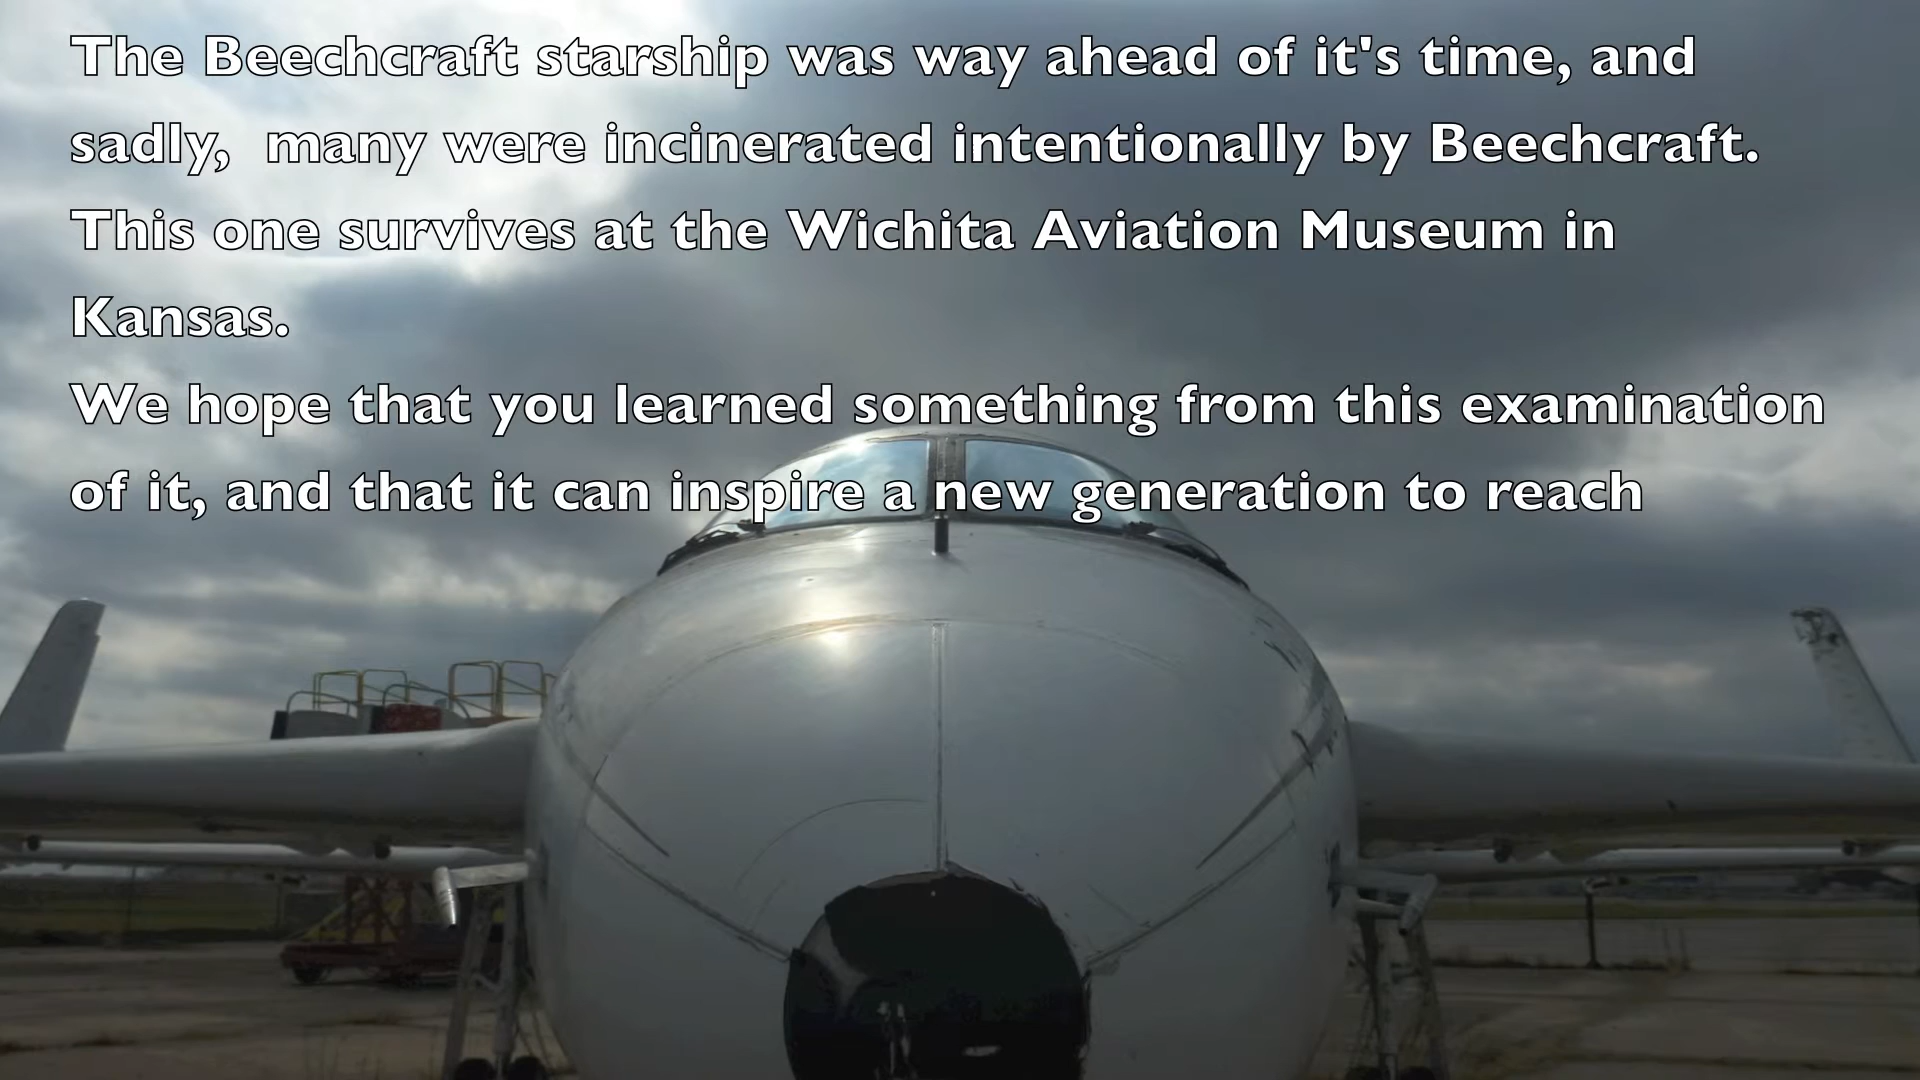 The Beechcraft starship was way ahead of it's time, and
sadly,  many were incinerated intentionally by Beechcraft.
This one survives at the Wichita Aviation Museum in
Kansas.
We hope that you learned something from this examination
of it, and that it can inspire a new generation to reach